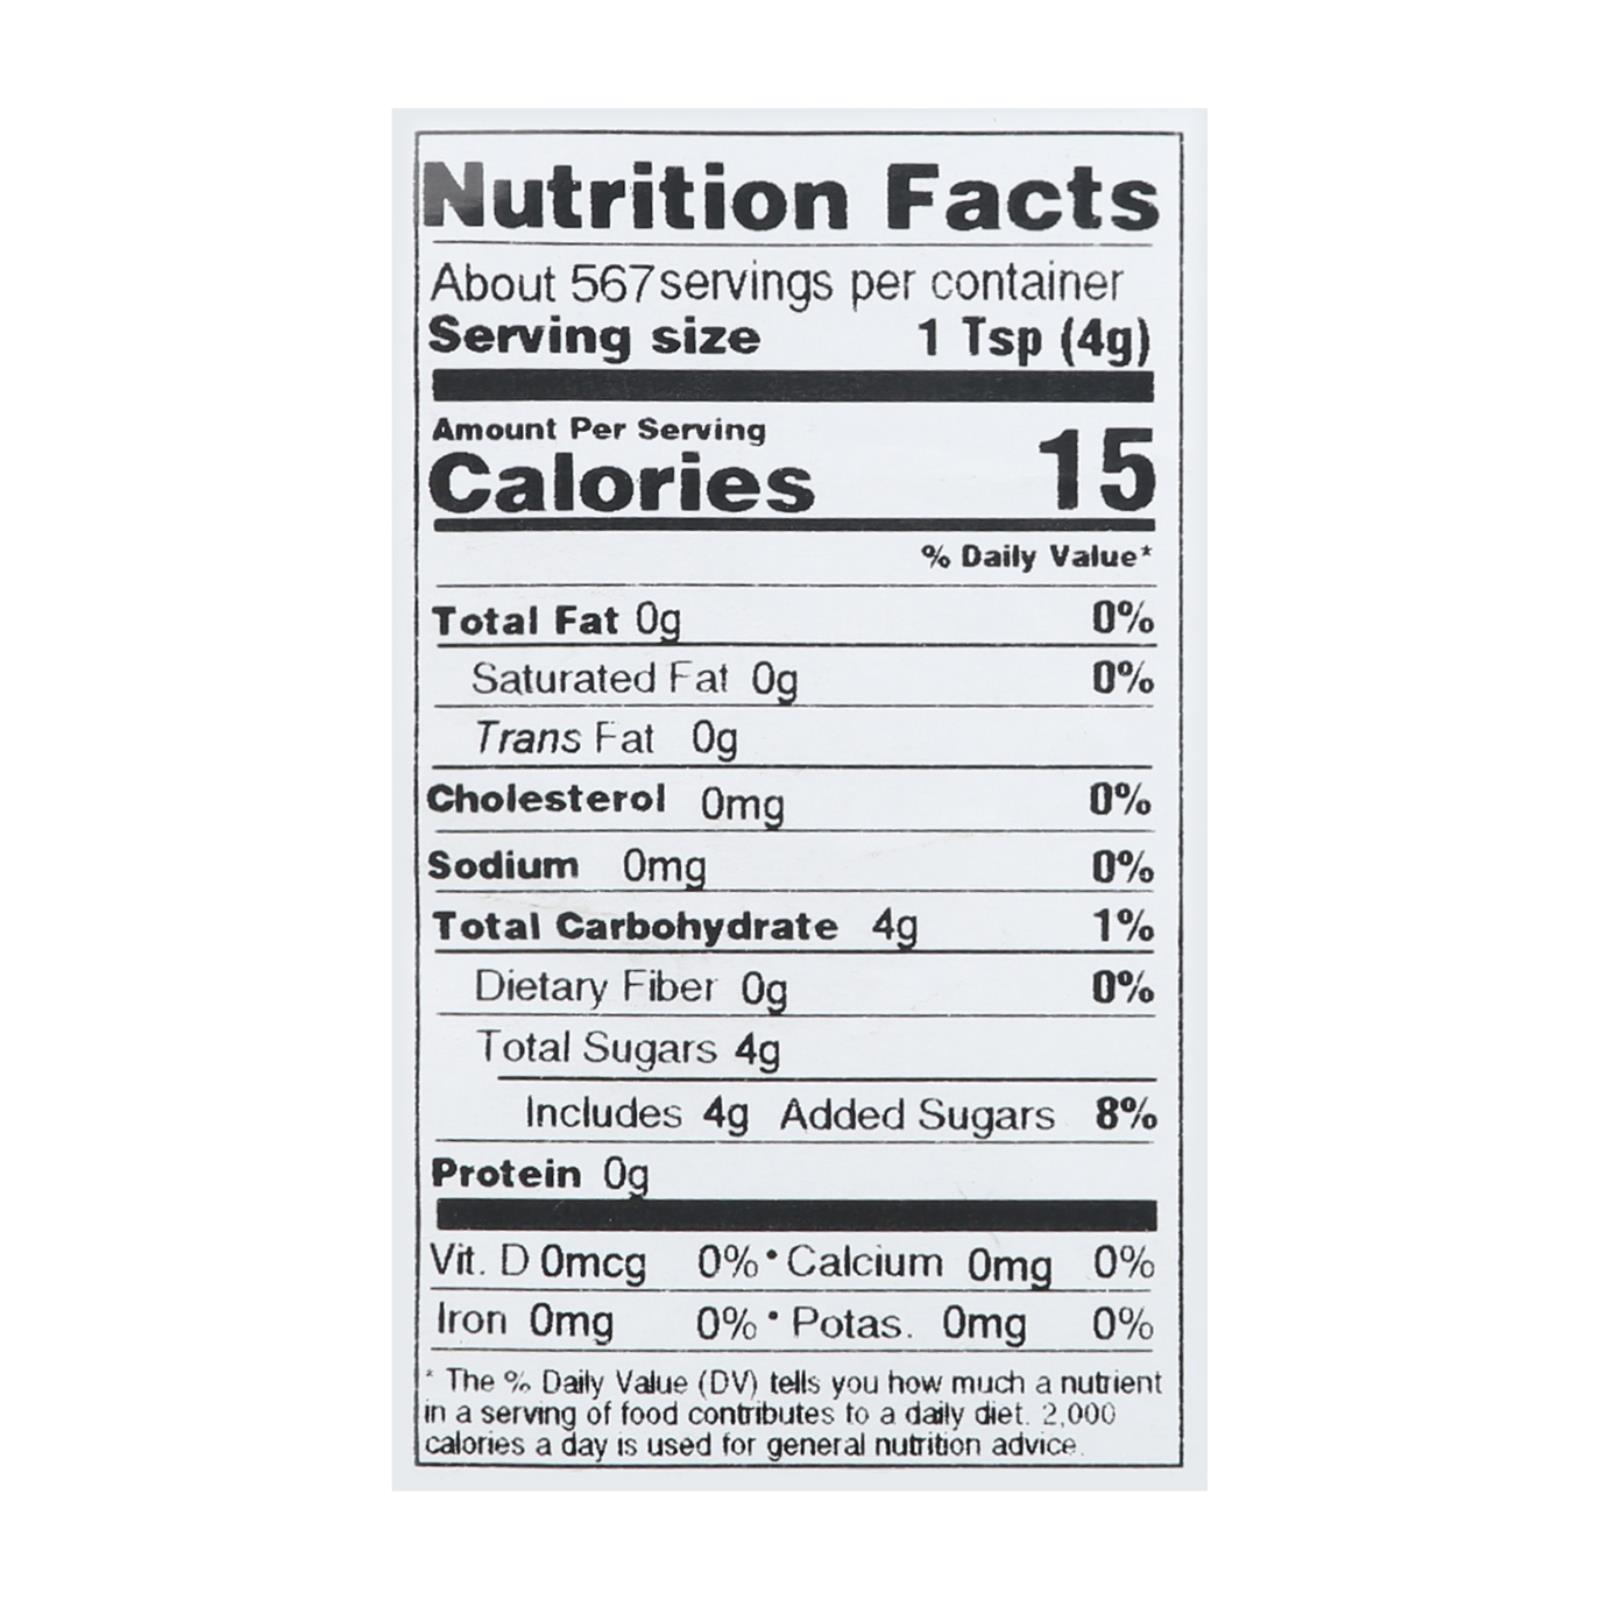 Nutrition Facts
About 567servings per container
Serving size 1 Tsp (4g)
Amount Per Serving
Calories 15
% Daily Value*
Total Fat 0g 0%
Saturated Fat 0g 0%
Trans Fat 0g
Cholesterol 0mg 0%
Sodium 0mg 0%
Total Carbohydrate 4g 1%
Dietary Fiber 0g 0%
Total Sugars 4g
Includes 4g Added Sugars 8%
Protein 0g
Vit. D 0mcg 0% • Calcium 0mg 0%
Iron 0mg 0% • Potas. 0mg 0%
* The % Daily Value (DV) tells you how much a nutrient
in a serving of food contributes to a daily diet. 2,000
calories a day is used for general nutrition advice.